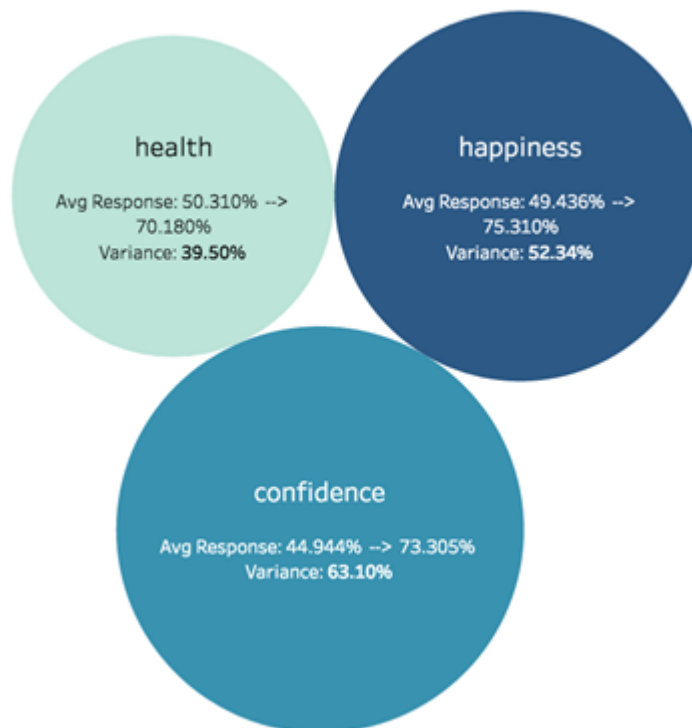 health
Avg Response: 50.310% -->
70.180%
Variance: 39.50%
happiness
Avg Response: 49.436% -->
75.310%
Variance: 52.34%
confidence
Avg Response: 44.944% --> 73.305%
Variance: 63.10%